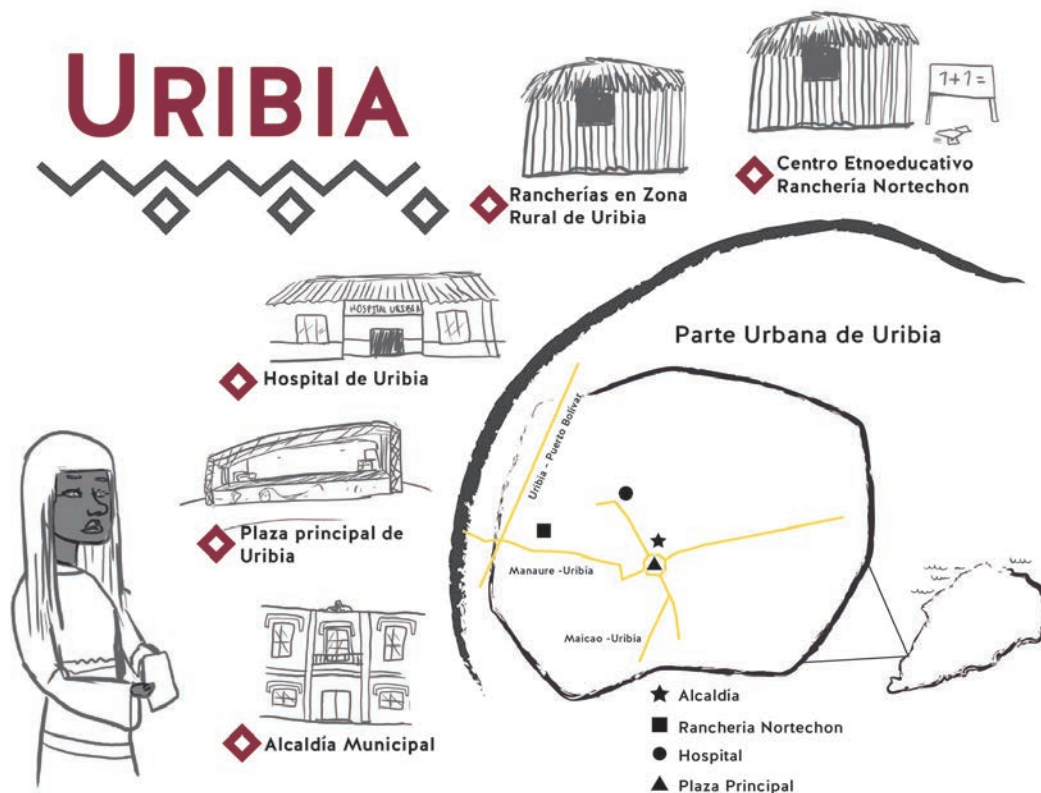 URIBIA
Rancherías en Zona
Rural de Uribia
1+1=
Centro Etnoeducativo
Ranchería Nortechon
HOSPITAL URIBIA
Hospital de Uribia
Plaza principal de
Uribia
Alcaldía Municipal
Parte Urbana de Uribia
Uribia - Puerto Bolívar
Manaure -Uribia
Maicao -Uribia
Alcaldía
Rancheria Nortechon
Hospital
Plaza Principal